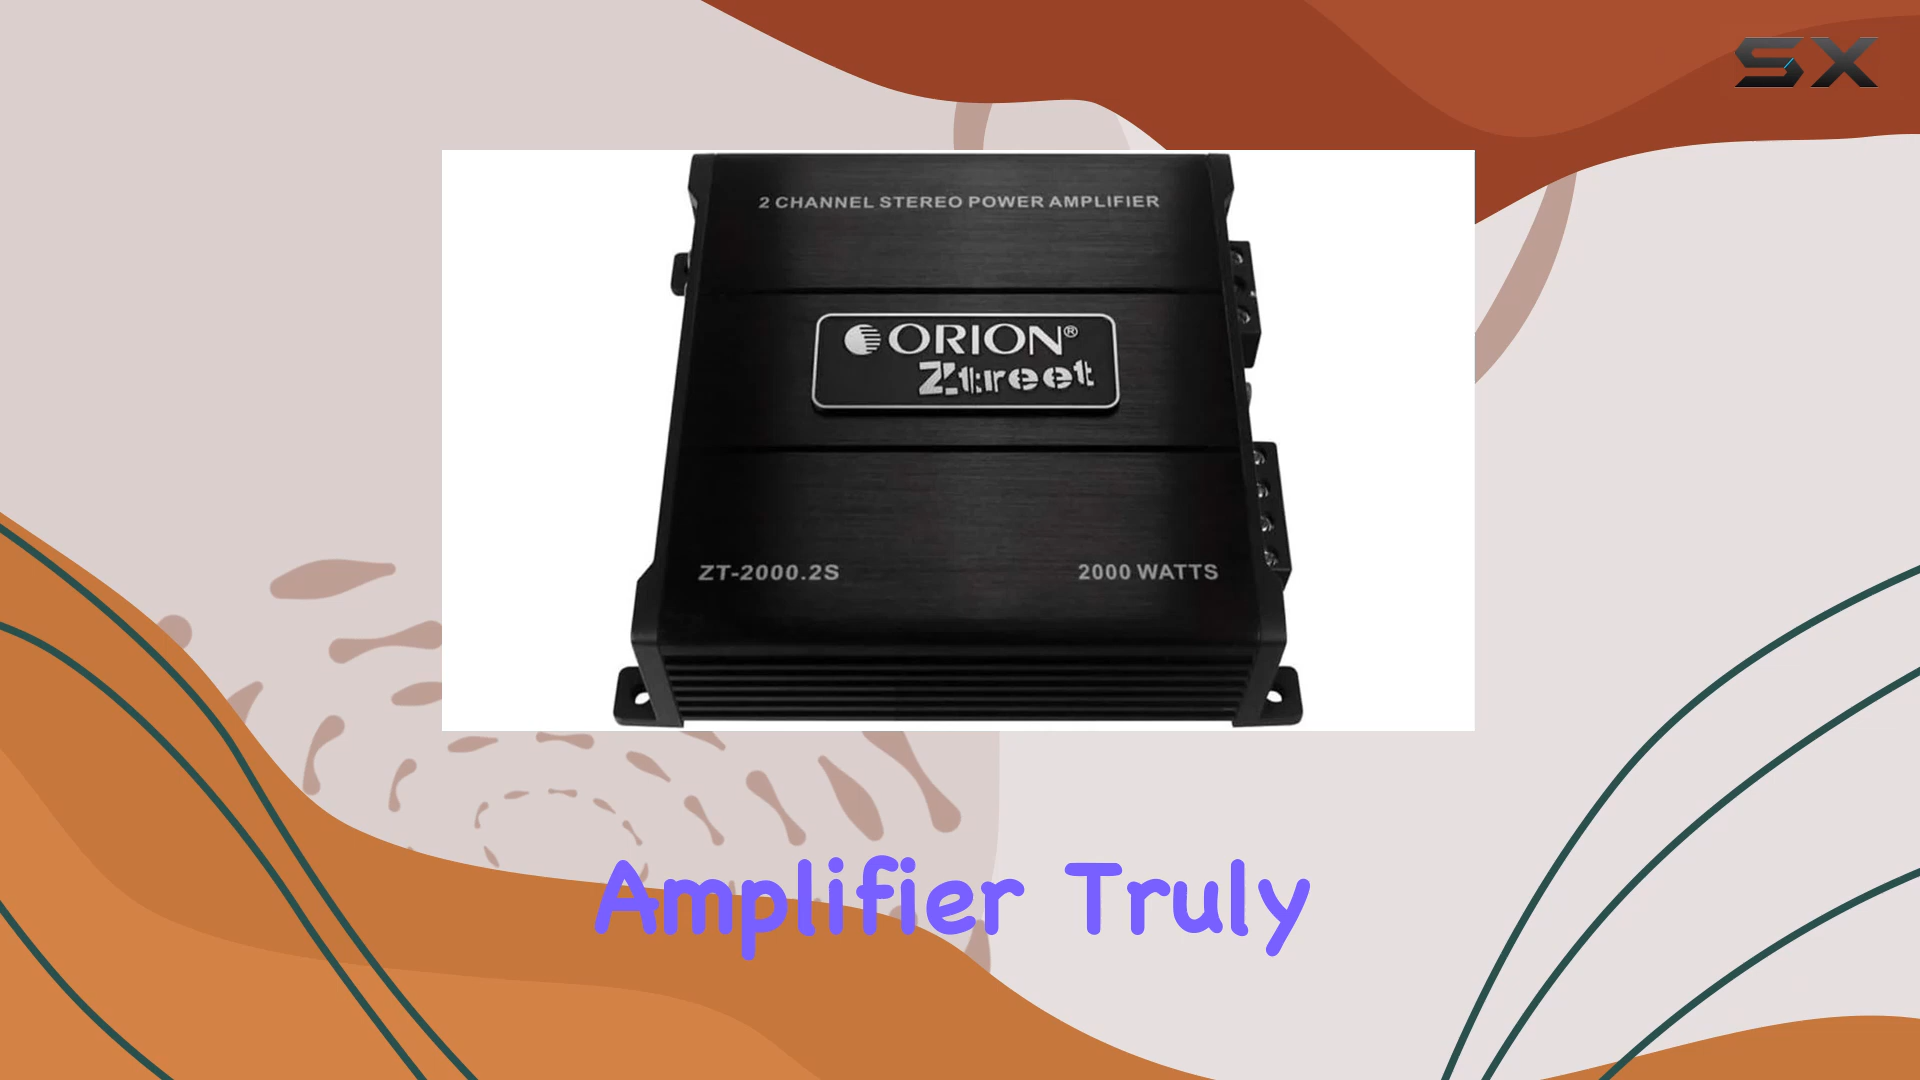 SX
2 CHANNEL STEREO POWER AMPLIFIER
ORION®
Ztreet
ZT-2000.2S
2000 WATTS
Amplifier Truly